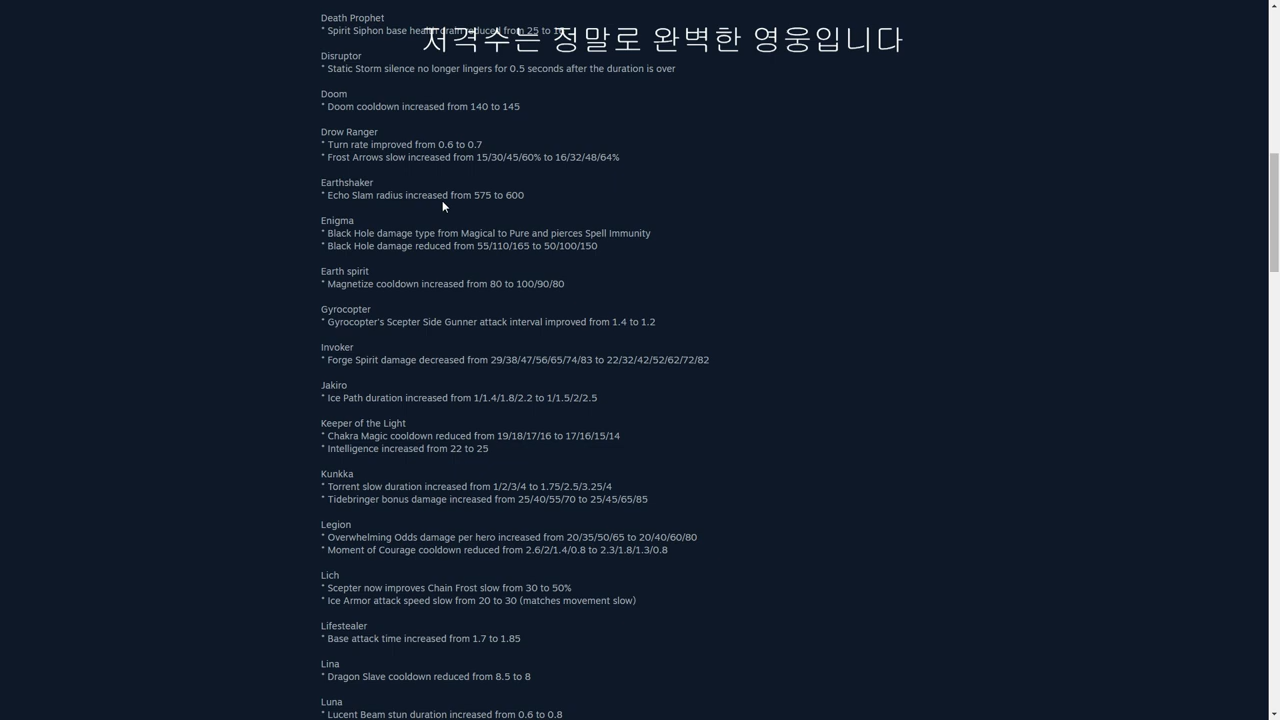 Death Prophet
저격수는 정말로 완벽한 영웅입니다
* Spirit Siphon base health drain reduced from 25 to
Disruptor
* Static Storm silence no longer lingers for 0.5 seconds after the duration is over
Doom
* Doom cooldown increased from 140 to 145
Drow Ranger
* Turn rate improved from 0.6 to 0.7
* Frost Arrows slow increased from 15/30/45/60% to 16/32/48/64%
Earthshaker
* Echo Slam radius increased from 575 to 600
Enigma
* Black Hole damage type from Magical to Pure and pierces Spell Immunity
* Black Hole damage reduced from 55/110/165 to 50/100/150
Earth spirit
* Magnetize cooldown increased from 80 to 100/90/80
Gyrocopter
* Gyrocopter's Scepter Side Gunner attack interval improved from 1.4 to 1.2
Invoker
* Forge Spirit damage decreased from 29/38/47/56/65/74/83 to 22/32/42/52/62/72/82
Jakiro
* Ice Path duration increased from 1/1.4/1.8/2.2 to 1/1.5/2/2.5
Keeper of the Light
* Chakra Magic cooldown reduced from 19/18/17/16 to 17/16/15/14
* Intelligence increased from 22 to 25
Kunkka
* Torrent slow duration increased from 1/2/3/4 to 1.75/2.5/3.25/4
* Tidebringer bonus damage increased from 25/40/55/70 to 25/45/65/85
Legion
* Overwhelming Odds damage per hero increased from 20/35/50/65 to 20/40/60/80
* Moment of Courage cooldown reduced from 2.6/2/1.4/0.8 to 2.3/1.8/1.3/0.8
Lich
* Scepter now improves Chain Frost slow from 30 to 50%
* Ice Armor attack speed slow from 20 to 30 (matches movement slow)
Lifestealer
* Base attack time increased from 1.7 to 1.85
Lina
* Dragon Slave cooldown reduced from 8.5 to 8
Luna
* Lucent Beam stun duration increased from 0.6 to 0.8